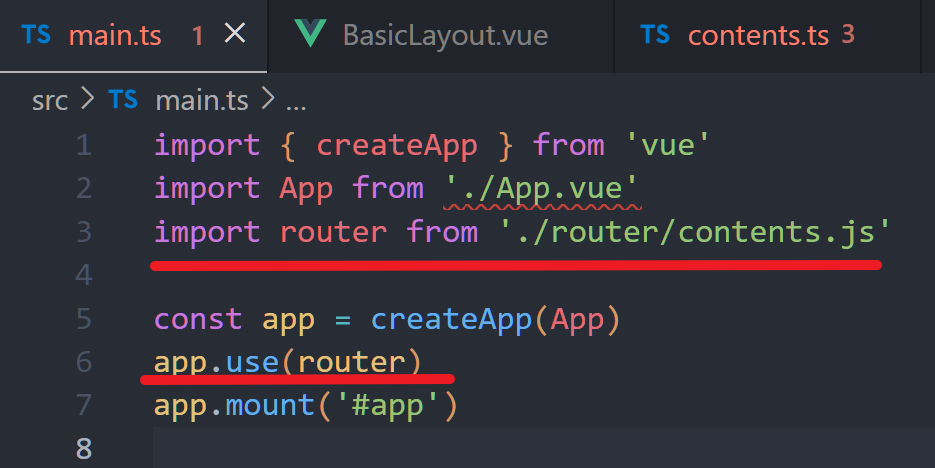 TS main.ts 1 × BasicLayout.vue TS contents.ts 3
src > TS main.ts > ...
1 import { createApp } from 'vue'
2 import App from './App.vue'
3 import router from './router/contents.js'
4
5 const app = createApp(App)
6 app.use(router)
7 app.mount('#app')
8